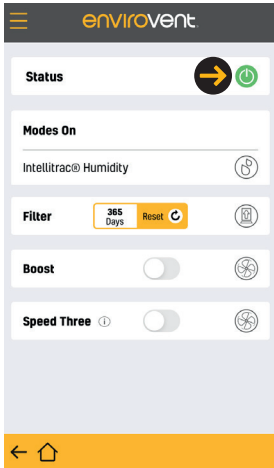 envirovent
Status
Modes On
Intellitrac® Humidity
Filter
365
Days
Reset
Boost
Speed Three